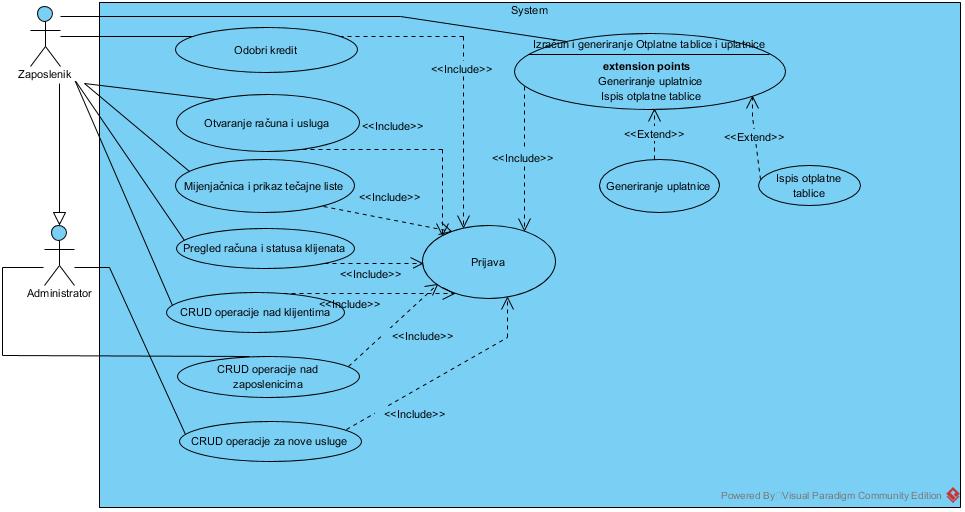 System
Zaposlenik
Odobri kredit
<<Include>>
Izračun i generiranje Otplatne tablice i uplatnice
extension points
Generiranje uplatnice
Ispis otplatne tablice
Otvaranje računa i usluga
<<Include>>
<<Extend>>
<<Extend>>
<<Include>>
Mijenjačnica i prikaz tečajne liste
<<Include>>
Generiranje uplatnice
Ispis otplatne
tablice
Pregled računa i statusa klijenata
<<Include>>
Prijava
Administrator
CRUD operacije nad klijentima
<<Include>>
<<Include>>
CRUD operacije nad
zaposlenicima
<<Include>>
CRUD operacije za nove usluge
Powered By Visual Paradigm Community Edition